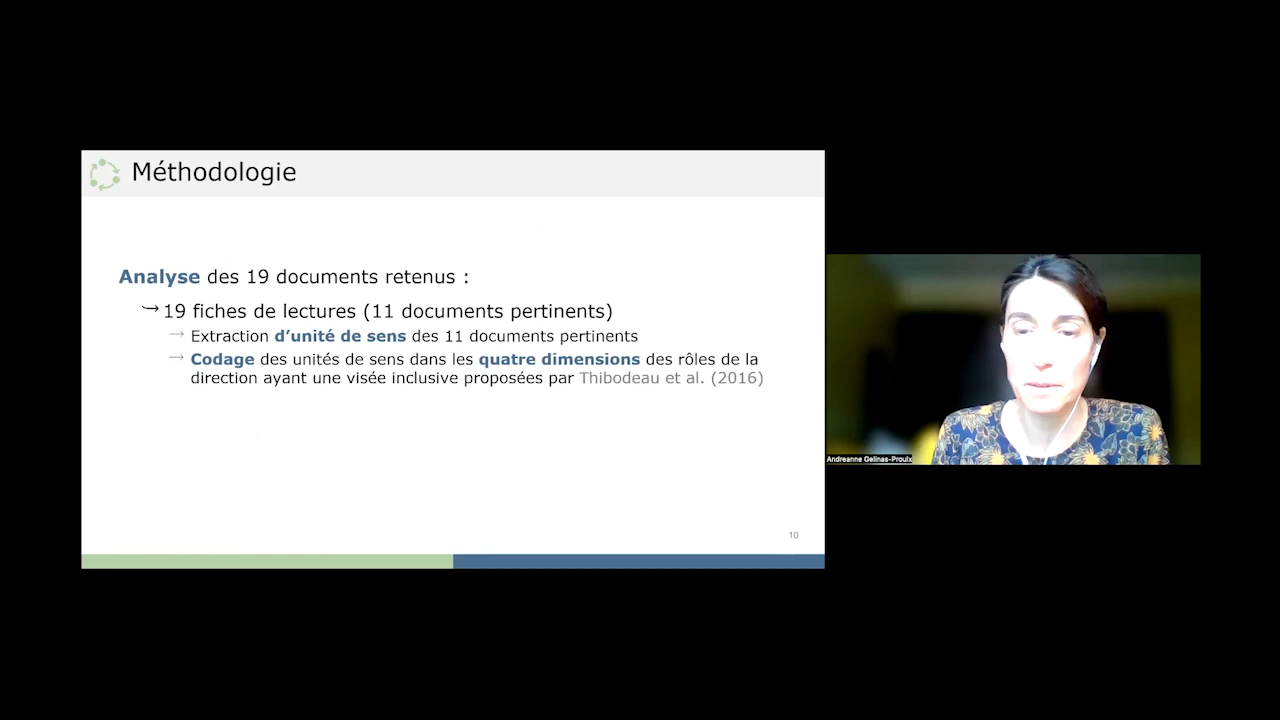 Méthodologie
Analyse des 19 documents retenus :
↪19 fiches de lectures (11 documents pertinents)
→ Extraction d’unité de sens des 11 documents pertinents
→ Codage des unités de sens dans les quatre dimensions des rôles de la
direction ayant une visée inclusive proposées par Thibodeau et al. (2016)
Andreanne Gelinas-Proulx
10